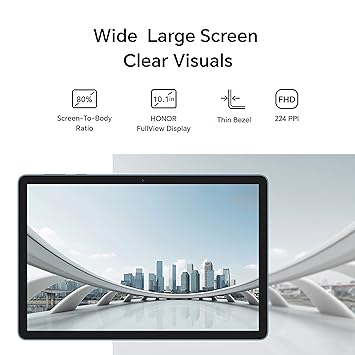 Wide Large Screen
Clear Visuals
80%
10.1in
FHD
Screen-To-Body
Ratio
HONOR
FullView Display
Thin Bezel
224 PPI